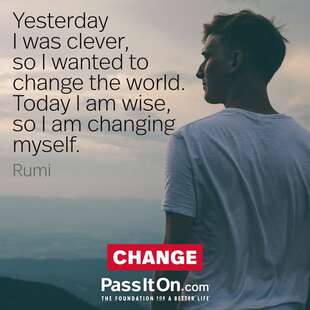 Yesterday
I was clever,
so I wanted to
change the world.
Today I am wise,
so I am changing
myself.
Rumi
CHANGE
PassItOn.com
THE FOUNDATION FOR A BETTER LIFE